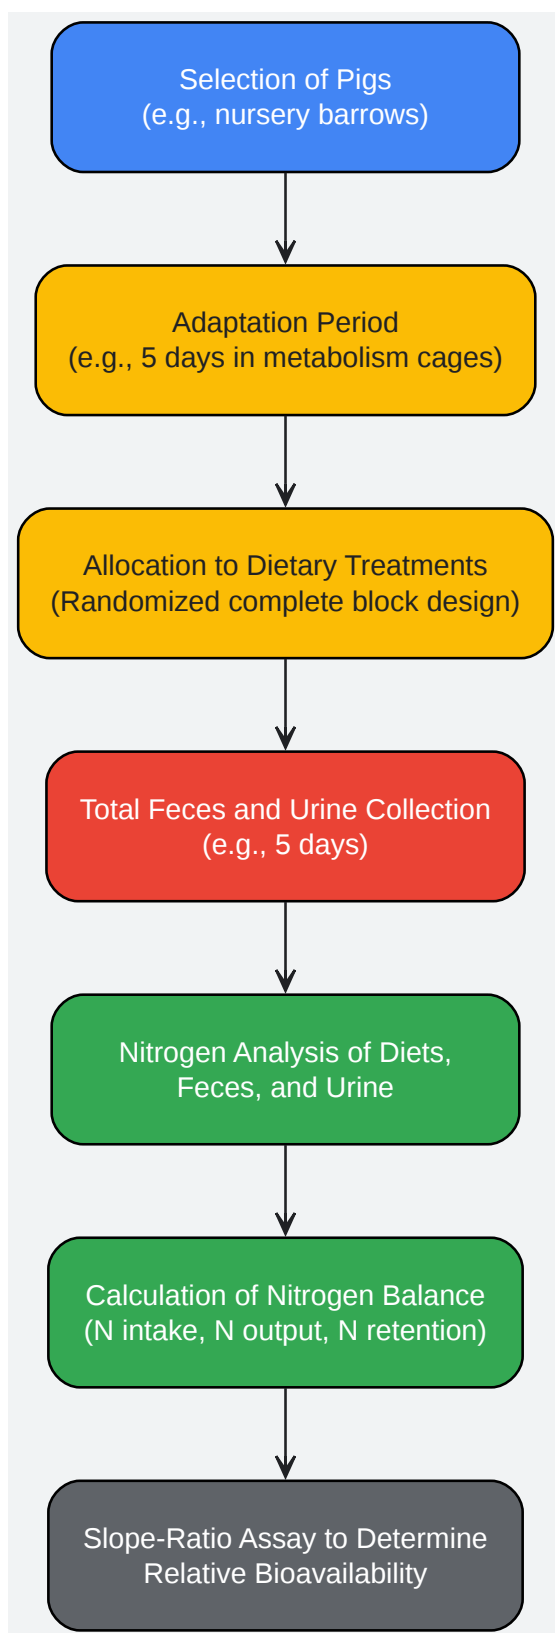 Selection of Pigs
(e.g., nursery barrows)
Adaptation Period
(e.g., 5 days in metabolism cages)
Allocation to Dietary Treatments
(Randomized complete block design)
Total Feces and Urine Collection
(e.g., 5 days)
Nitrogen Analysis of Diets,
Feces, and Urine
Calculation of Nitrogen Balance
(N intake, N output, N retention)
Slope-Ratio Assay to Determine
Relative Bioavailability